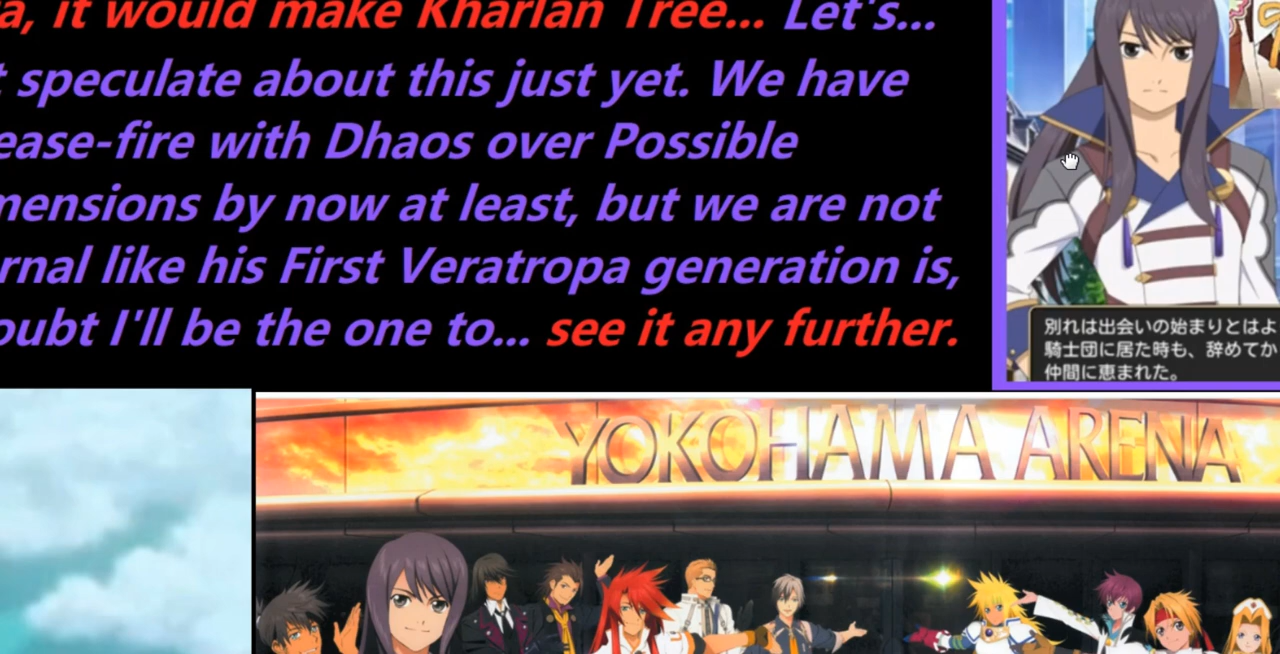 a, it would make Kharlan Tree... Let's...
t speculate about this just yet. We have
ease-fire with Dhaos over Possible
mensions by now at least, but we are not
rnal like his First Veratropa generation is,
oubt I'll be the one to... see it any further.
別れは出会いの始まりとはよ
騎士団に居た時も、辞めてか
仲間に恵まれた。
YOKOHAMA ARENA